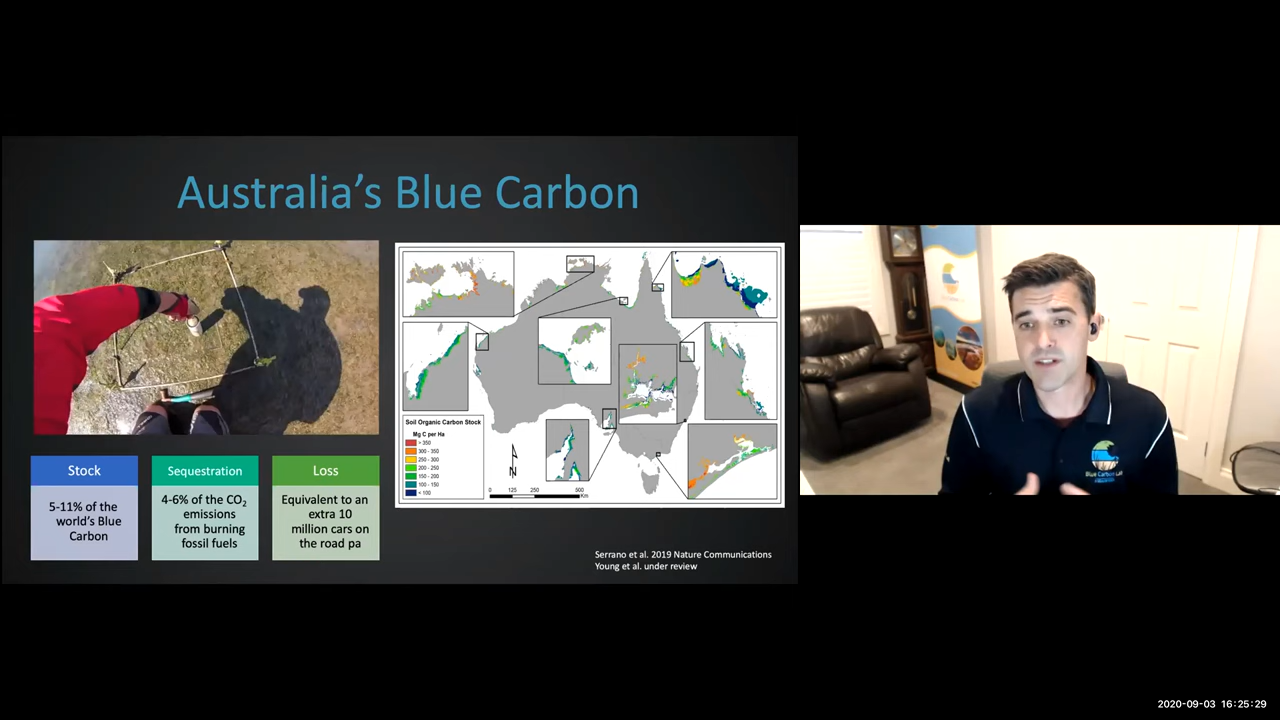 Australia's Blue Carbon
Soil Organic Carbon Stock
Mg C per Ha
> 350
300 - 350
250 - 300
200 - 250
150 - 200
100 - 150
< 100
N
0 125 250 500
Km
Stock
5-11% of the
world's Blue
Carbon
Sequestration
4-6% of the CO2
emissions
from burning
fossil fuels
Loss
Equivalent to an
extra 10
million cars on
the road pa
Serrano et al. 2019 Nature Communications
Young et al. under review
Blue Carbon Lab
2020-09-03 16:25:29